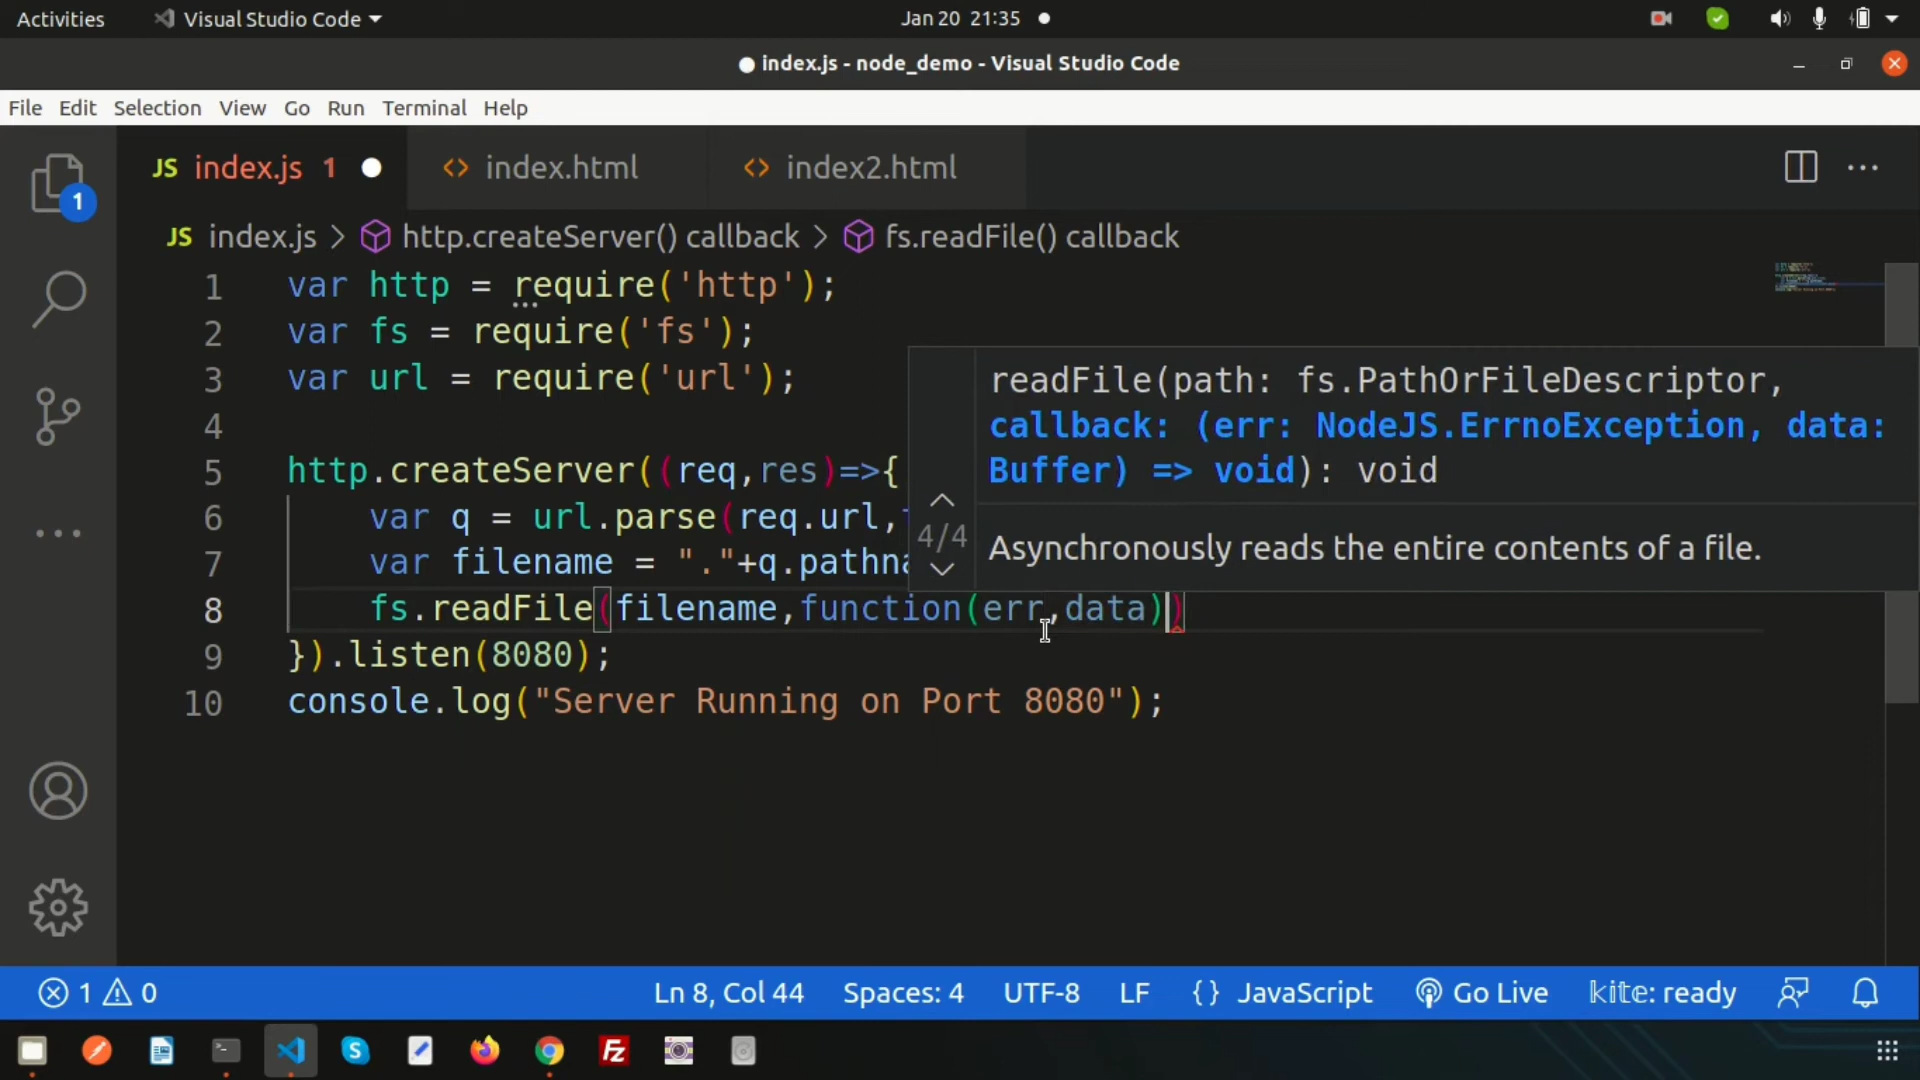 Activities Visual Studio Code Jan 20 21:35
index.js - node_demo - Visual Studio Code
File Edit Selection View Go Run Terminal Help
JS index.js 1 index.html index2.html
1
JS index.js > http.createServer() callback > fs.readFile() callback
1 var http = require('http');
2 var fs = require('fs');
3 var url = require('url');
4
5 http.createServer((req,res)=>{
6 var q = url.parse(req.url,
7 var filename = "."+q.pathna
8 fs.readFile(filename,function(err,data))
9 }).listen(8080);
10 console.log("Server Running on Port 8080");
readFile(path: fs.PathOrFileDescriptor,
callback: (err: NodeJS.ErrnoException, data:
Buffer) => void): void
4/4
Asynchronously reads the entire contents of a file.
1 0 Ln 8, Col 44 Spaces: 4 UTF-8 LF {} JavaScript Go Live kite: ready